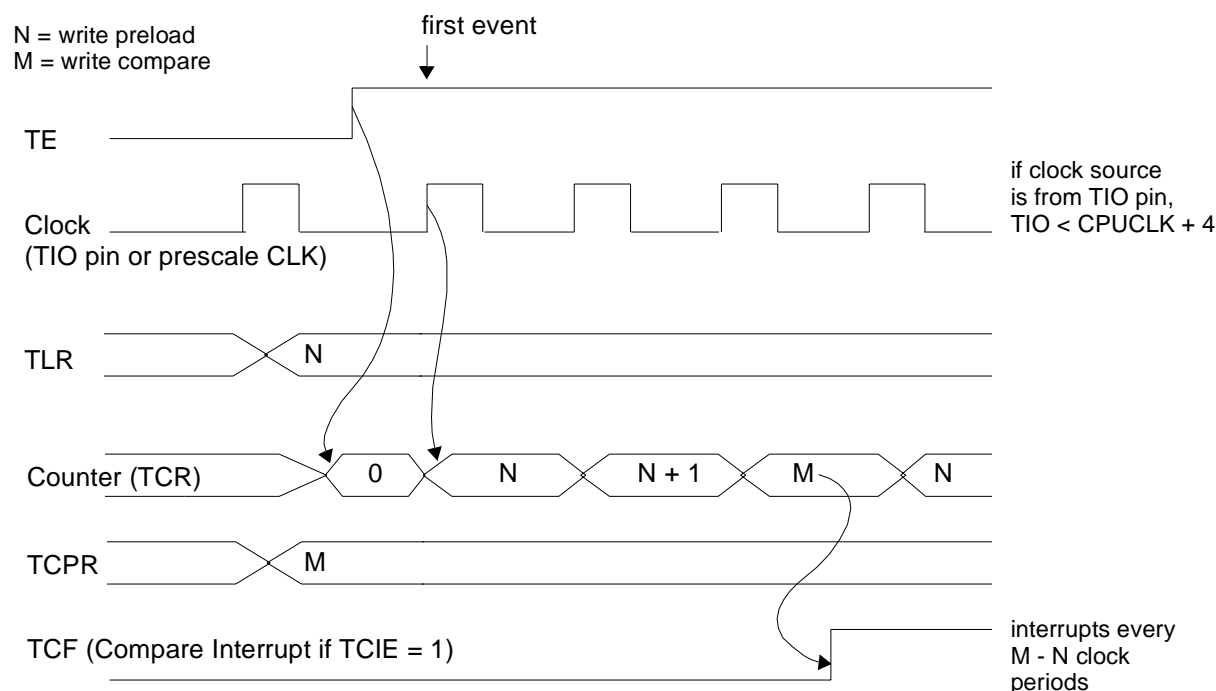 N = write preload
M = write compare
first event
TE
if clock source
is from TIO pin,
TIO < CPUCLK + 4
Clock
(TIO pin or prescale CLK)
TLR
N
Counter (TCR)
0
N
N + 1
M
N
TCPR
M
TCF (Compare Interrupt if TCIE = 1)
interrupts every
M - N clock
periods